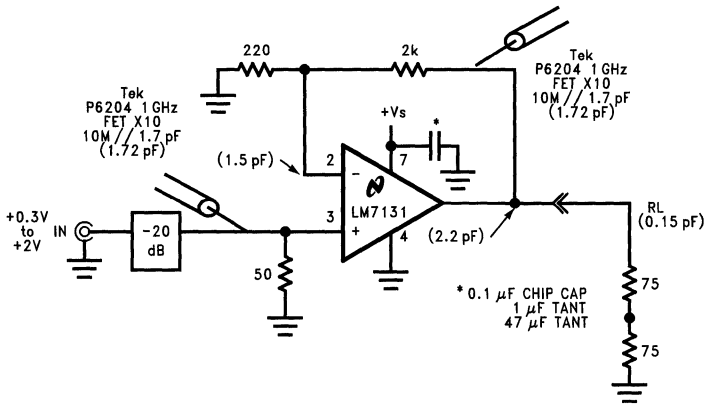 220
2k
Tek
P6204 1 GHz
FET X10
10M // 1.7 pF
(1.72 pF)
Tek
P6204 1 GHz
FET X10
10M // 1.7 pF
(1.72 pF)
+Vs
*
(1.5 pF)
2
7
-
LM7131
3
+
4
+0.3V
to
+2V
IN
-20
dB
50
(2.2 pF)
RL
(0.15 pF)
75
75
* 0.1 μF CHIP CAP
1 μF TANT
47 μF TANT